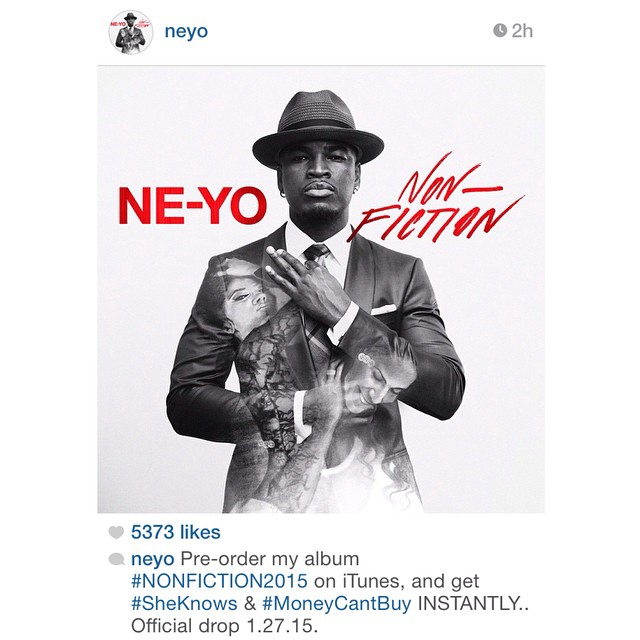 neyo
2h
NE-YO
NON-
FICTION
5373 likes
neyo Pre-order my album
#NONFICTION2015 on iTunes, and get
#SheKnows & #MoneyCantBuy INSTANTLY..
Official drop 1.27.15.